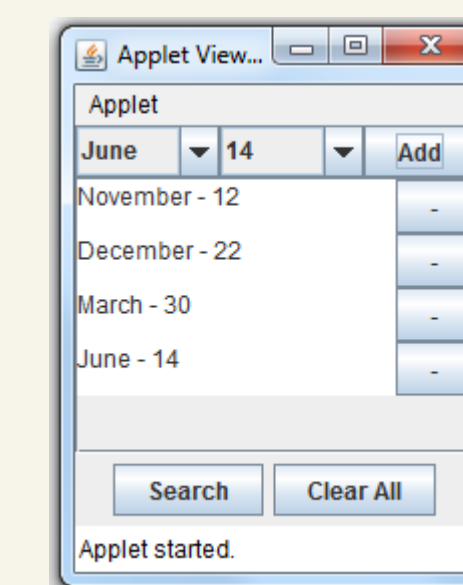 Applet View...
Applet
June 14 Add
November - 12 -
December - 22 -
March - 30 -
June - 14 -
Search Clear All
Applet started.